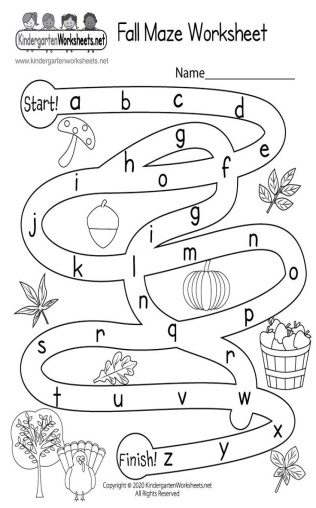 KindergartenWorksheets.net
www.kindergartenworksheets.net
Fall Maze Worksheet
Name
Start! a b c d
e
g
h o f
i
g
j
i
m n
k l
o
n
p
q
r
s
r
t u v w
x
y
Finish! z
Copyright © 2020 KindergartenWorksheets.net
All Rights Reserved